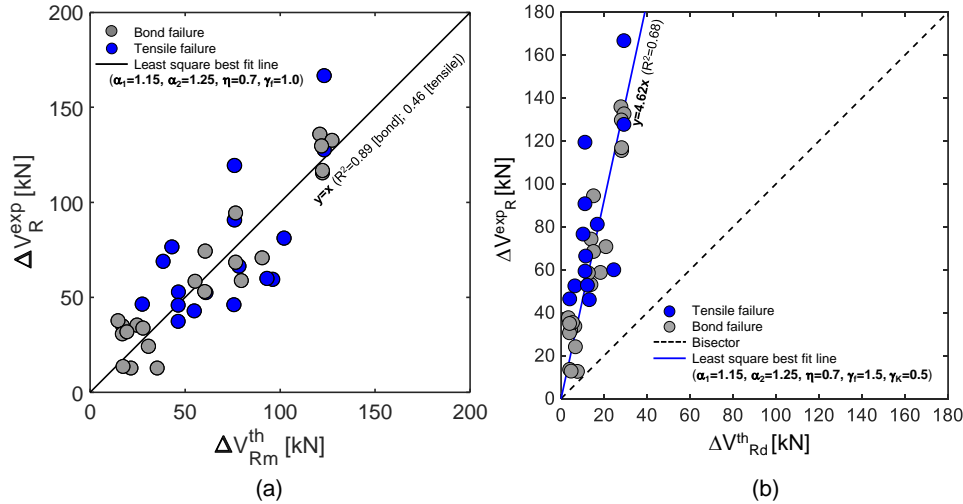 Bond failure
Tensile failure
Least square best fit line
(α₁=1.15, α₂=1.25, η=0.7, γf=1.0)
y=x (R²=0.89 [bond]; 0.46 [tensile])
200
150
100
50
0
ΔV_R^exp [kN]
0 50 100 150 200
ΔV_Rm^th [kN]
(a)
180
160
140
120
100
80
60
40
20
0
ΔV^exp_R [kN]
y=4.62x (R²=0.68)
Tensile failure
Bond failure
Bisector
Least square best fit line
(α₁=1.15, α₂=1.25, η=0.7, γf=1.5, γK=0.5)
0 20 40 60 80 100 120 140 160 180
ΔV^th_Rd [kN]
(b)